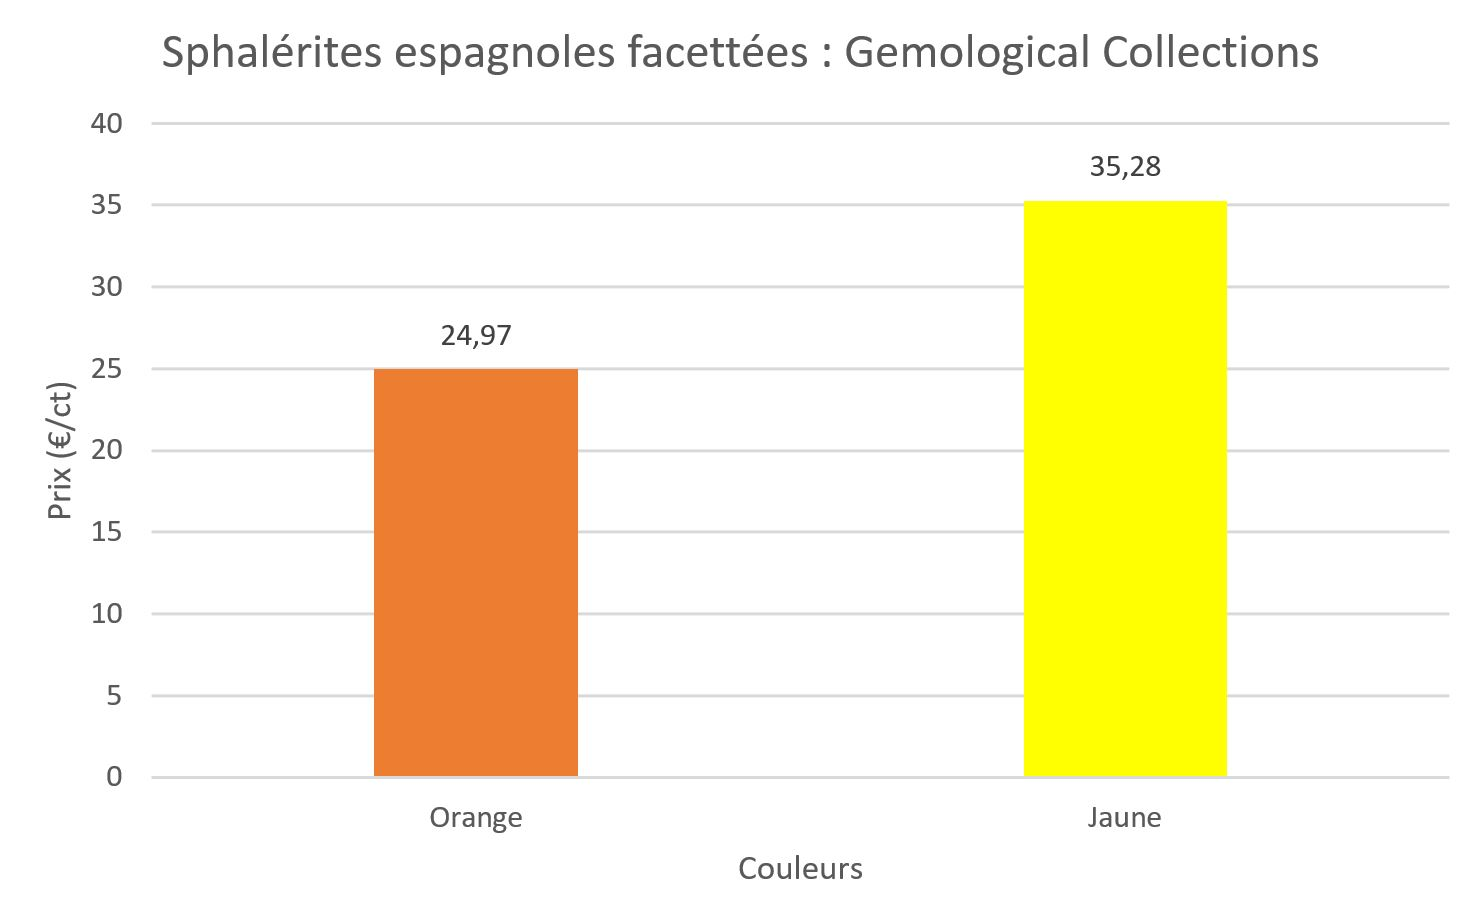 Sphalérites espagnoles facettées : Gemological Collections
40
35
30
25
20
15
10
5
0
Prix (€/ct)
24,97
35,28
Orange
Jaune
Couleurs